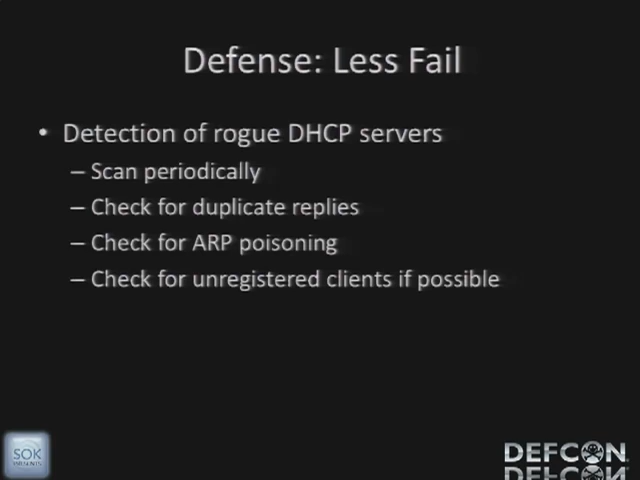 Defense: Less Fail
• Detection of rogue DHCP servers
– Scan periodically
– Check for duplicate replies
– Check for ARP poisoning
– Check for unregistered clients if possible
SOK
DEFCON